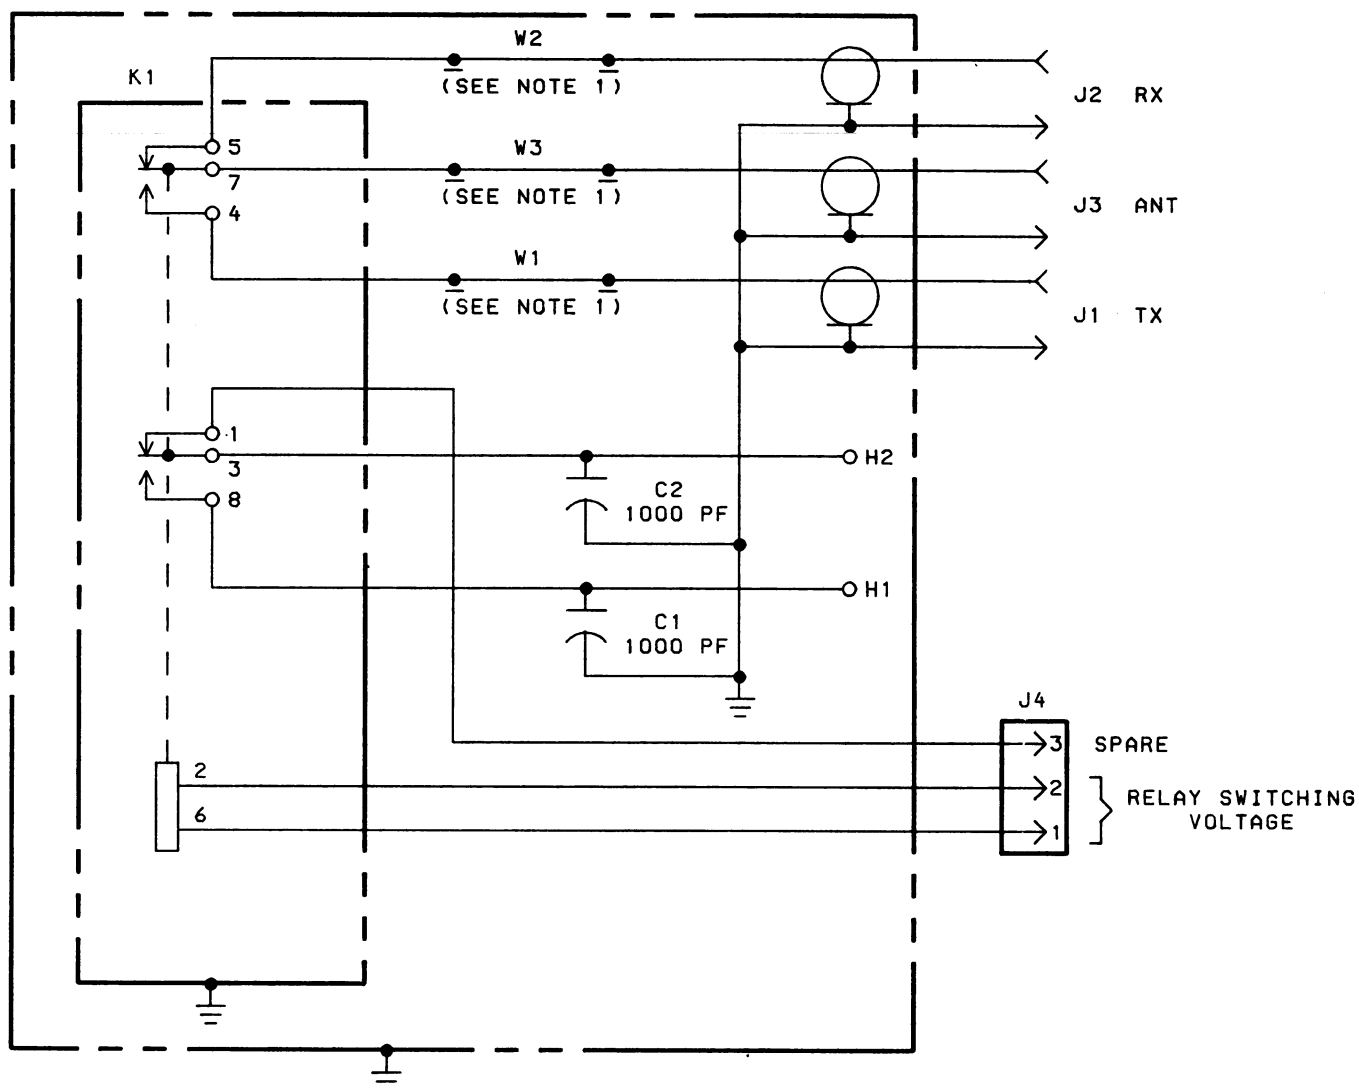 W2
K1
(SEE NOTE 1)
J2 RX
5
W3
7
(SEE NOTE 1)
J3 ANT
4
W1
(SEE NOTE 1)
J1 TX
1
H2
3
8
C2
1000 PF
H1
C1
1000 PF
J4
3 SPARE
2
2
RELAY SWITCHING
VOLTAGE
6
1